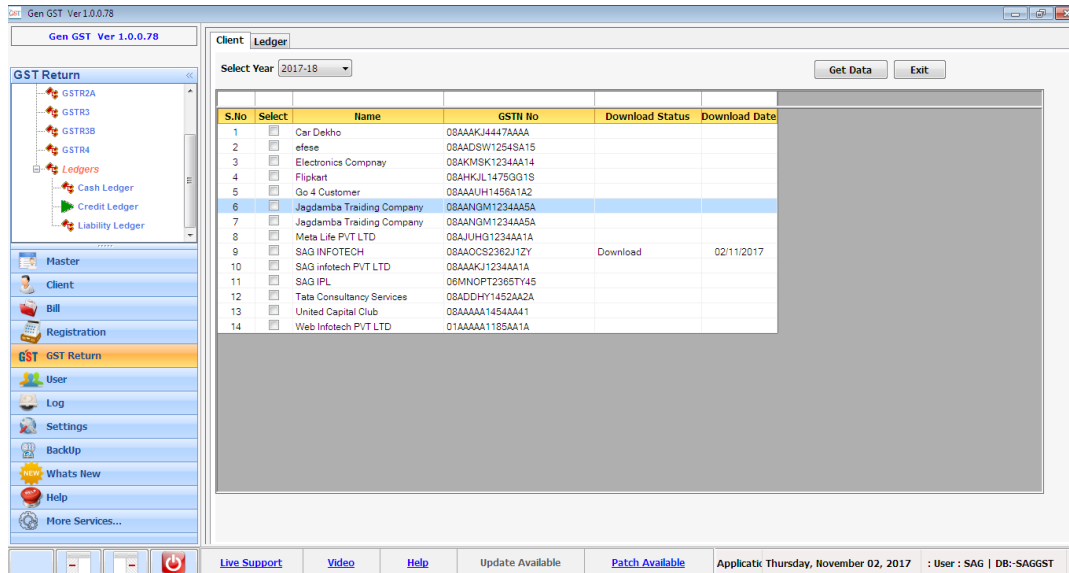 GST Gen GST Ver1.0.0.78
Gen GST Ver 1.0.0.78
GST Return
GSTR2A
GSTR3
GSTR3B
GSTR4
Ledgers
Cash Ledger
Credit Ledger
Liability Ledger
Master
Client
Bill
Registration
GST GST Return
User
Log
Settings
BackUp
NEW Whats New
Help
More Services...
Client Ledger
Select Year 2017-18 Get Data Exit
S.No Select Name GSTN No Download Status Download Date
1 Car Dekho 08AAAKJ4447AAAA
2 efese 08AADSW1254SA15
3 Electronics Compnay 08AKMSK1234AA14
4 Flipkart 08AHKJL1475GG1S
5 Go 4 Customer 08AAAUH1456A1A2
6 Jagdamba Traiding Company 08AANGM1234AA5A
7 Jagdamba Traiding Company 08AANGM1234AA5A
8 Meta Life PVT LTD 08AJUHG1234AA1A
9 SAG INFOTECH 08AAOCS2362J1ZY Download 02/11/2017
10 SAG infotech PVT LTD 08AAAKJ1234AA1A
11 SAG IPL 06MNOPT2365TY45
12 Tata Consultancy Services 08ADDHY1452AA2A
13 United Capital Club 08AAAAA1454AA41
14 Web Infotech PVT LTD 01AAAAA1185AA1A
Live Support Video Help Update Available Patch Available Applicatic Thursday, November 02, 2017 : User : SAG | DB:-SAGGST